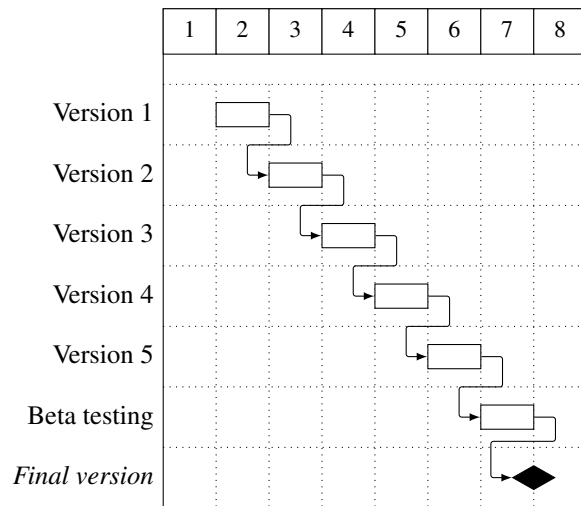 1 2 3 4 5 6 7 8
Version 1
Version 2
Version 3
Version 4
Version 5
Beta testing
Final version